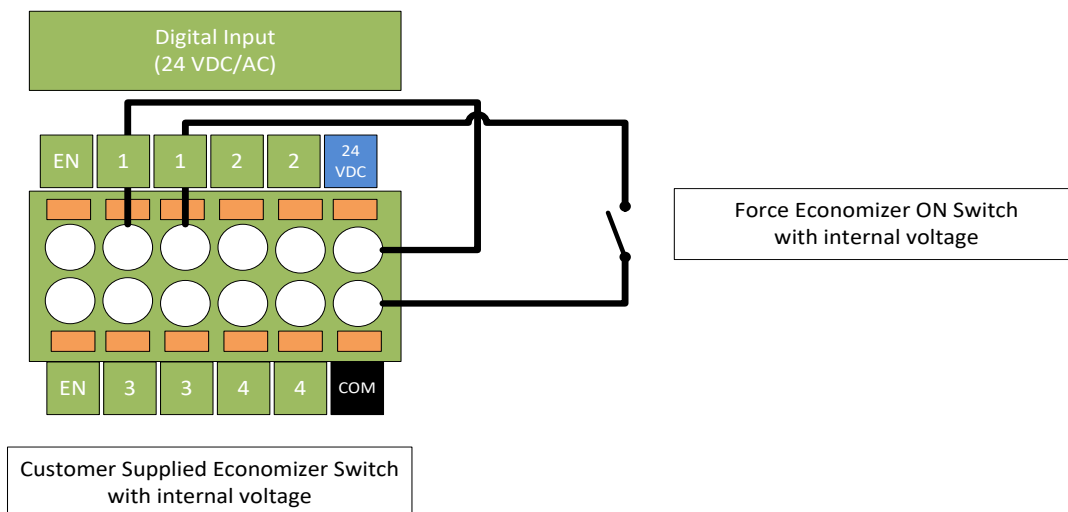 Digital Input
(24 VDC/AC)
EN 1 1 2 2 24 VDC
Force Economizer ON Switch
with internal voltage
EN 3 3 4 4 COM
Customer Supplied Economizer Switch
with internal voltage